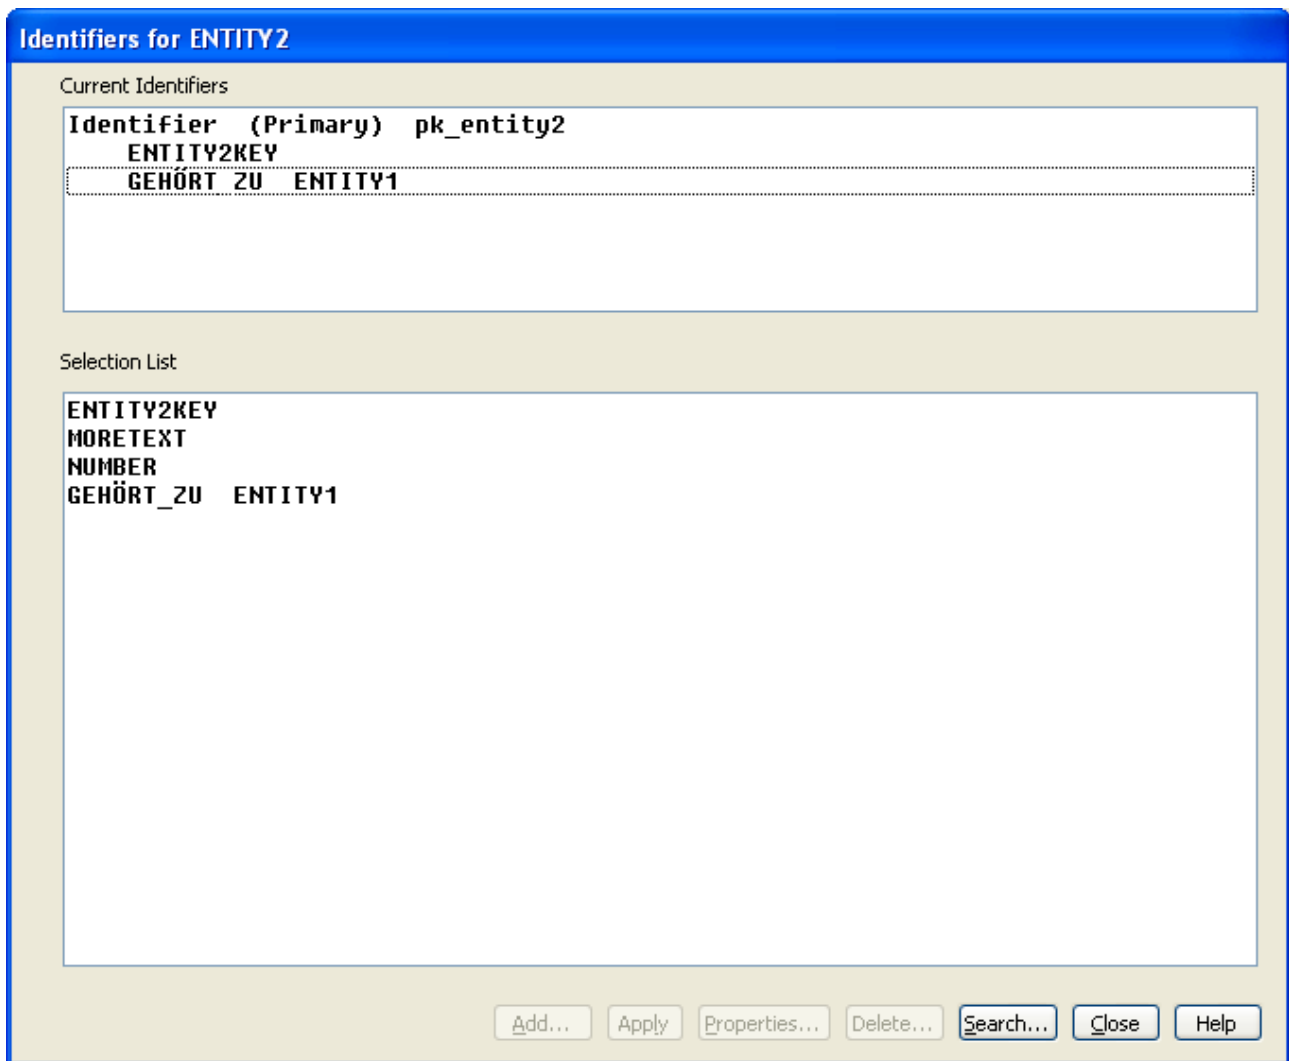 Identifiers for ENTITY2
Current Identifiers
Identifier (Primary) pk_entity2
ENTITY2KEY
GEHÖRT_ZU ENTITY1
Selection List
ENTITY2KEY
MORETEXT
NUMBER
GEHÖRT_ZU ENTITY1
Add... Apply Properties... Delete... Search... Close Help